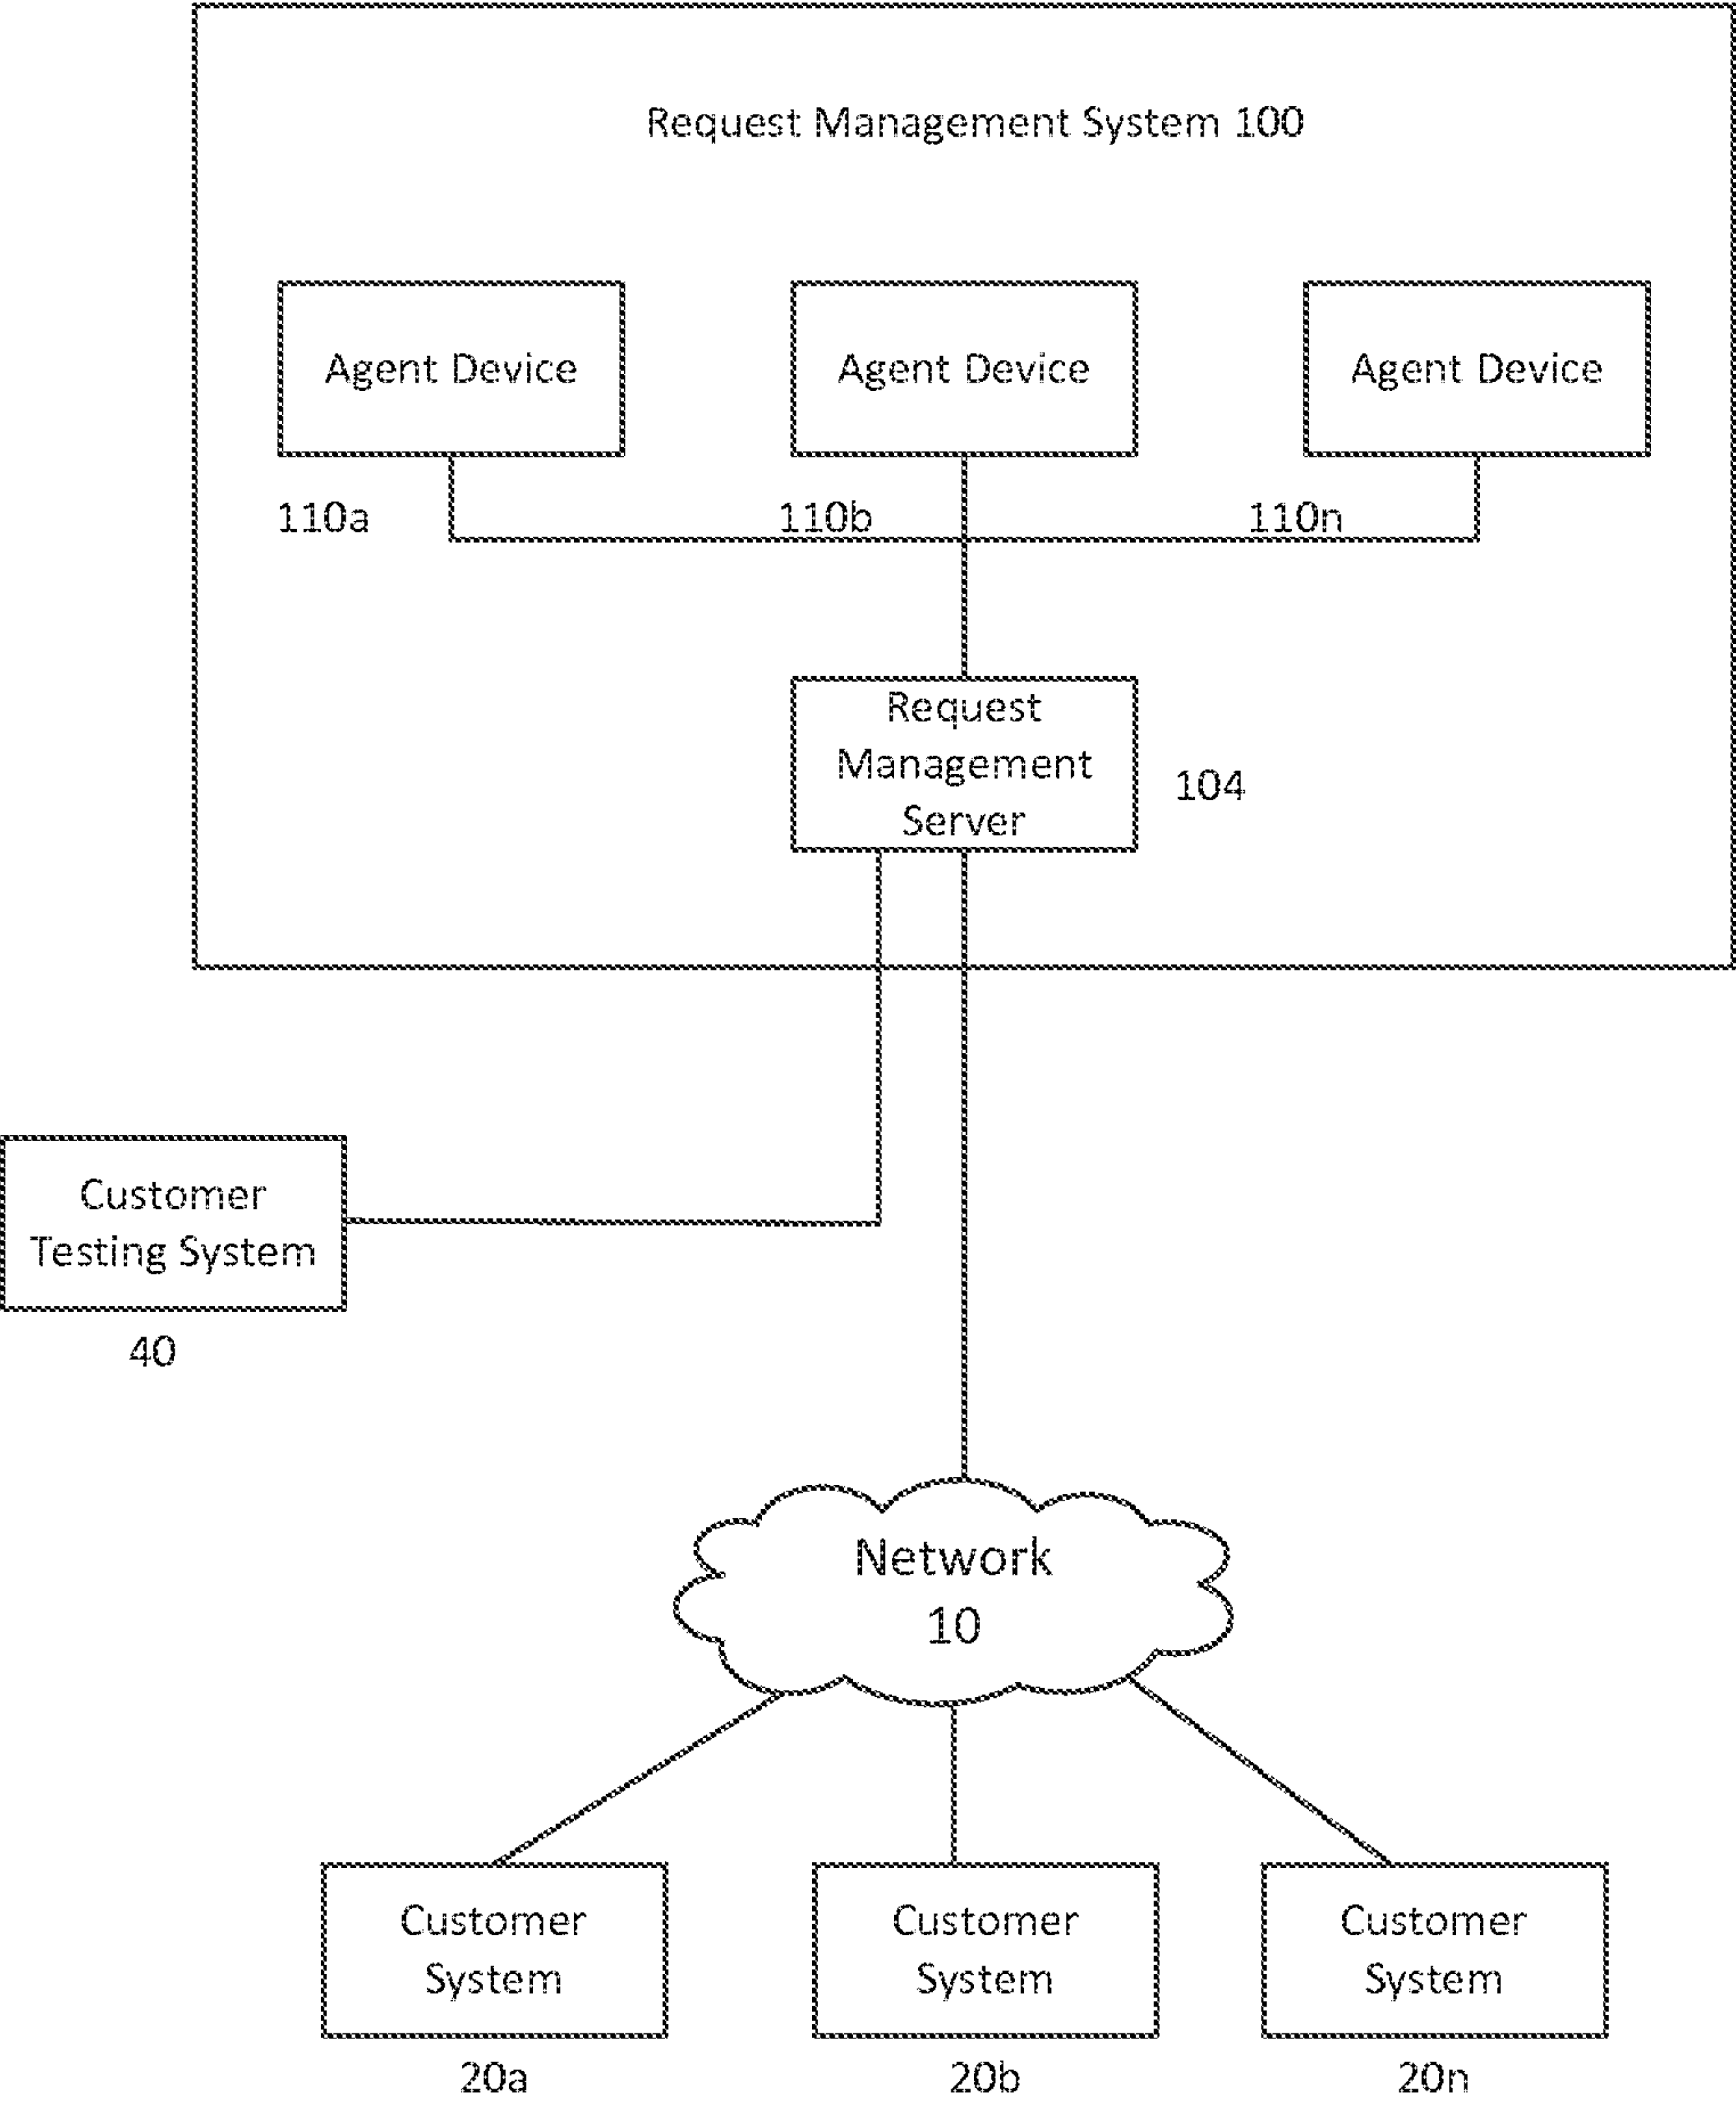 Request Management System 100
Agent Device
Agent Device
Agent Device
110a
110b
110n
Request
Management
Server
104
Customer
Testing System
40
Network
10
Customer
System
Customer
System
Customer
System
20a
20b
20n